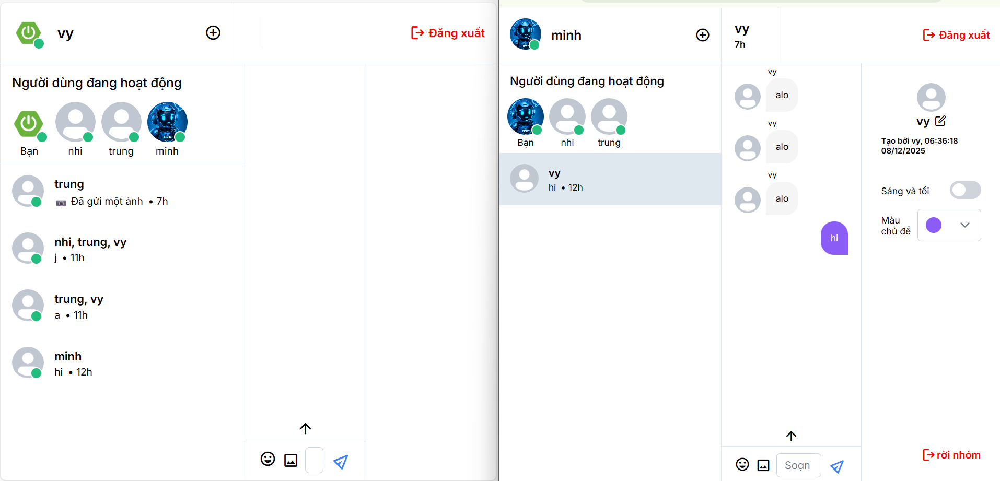 vy
Đăng xuất
Người dùng đang hoạt động
Bạn
nhi
trung
minh
trung
Đã gửi một ảnh • 7h
nhi, trung, vy
j • 11h
trung, vy
a • 11h
minh
hi • 12h
minh
vy
7h
Đăng xuất
Người dùng đang hoạt động
Bạn
nhi
trung
vy
hi • 12h
vy
alo
vy
alo
vy
alo
hi
Soạn
vy
Tạo bởi vy, 06:36:18
08/12/2025
Sáng và tối
Màu
chủ đề
rời nhóm